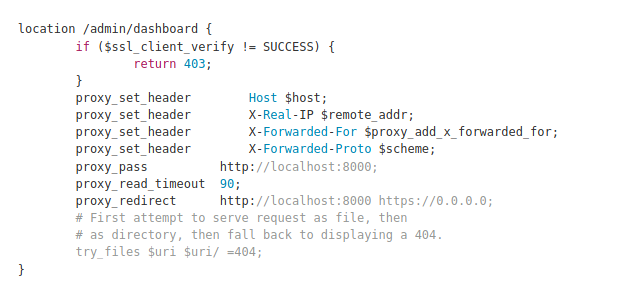 location /admin/dashboard {
        if ($ssl_client_verify != SUCCESS) {
                return 403;
        }
        proxy_set_header        Host $host;
        proxy_set_header        X-Real-IP $remote_addr;
        proxy_set_header        X-Forwarded-For $proxy_add_x_forwarded_for;
        proxy_set_header        X-Forwarded-Proto $scheme;
        proxy_pass          http://localhost:8000;
        proxy_read_timeout  90;
        proxy_redirect      http://localhost:8000 https://0.0.0.0;
        # First attempt to serve request as file, then
        # as directory, then fall back to displaying a 404.
        try_files $uri $uri/ =404;
}